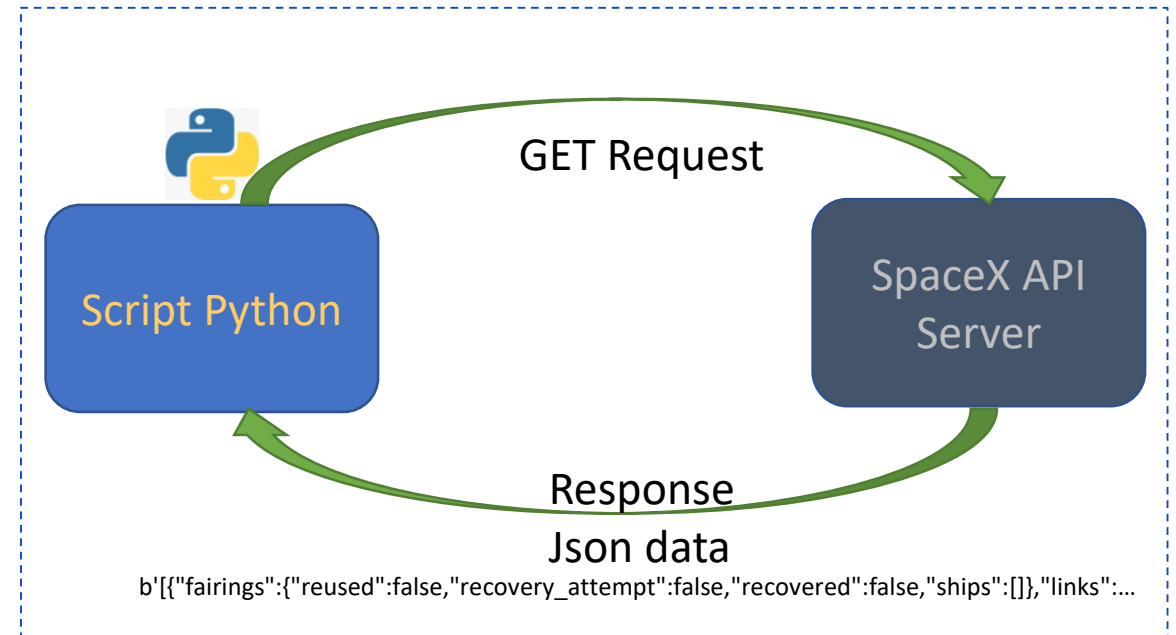 GET Request
Script Python
SpaceX API
Server
Response
Json data
b'[{"fairings":{"reused":false,"recovery_attempt":false,"recovered":false,"ships":[]},"links":...